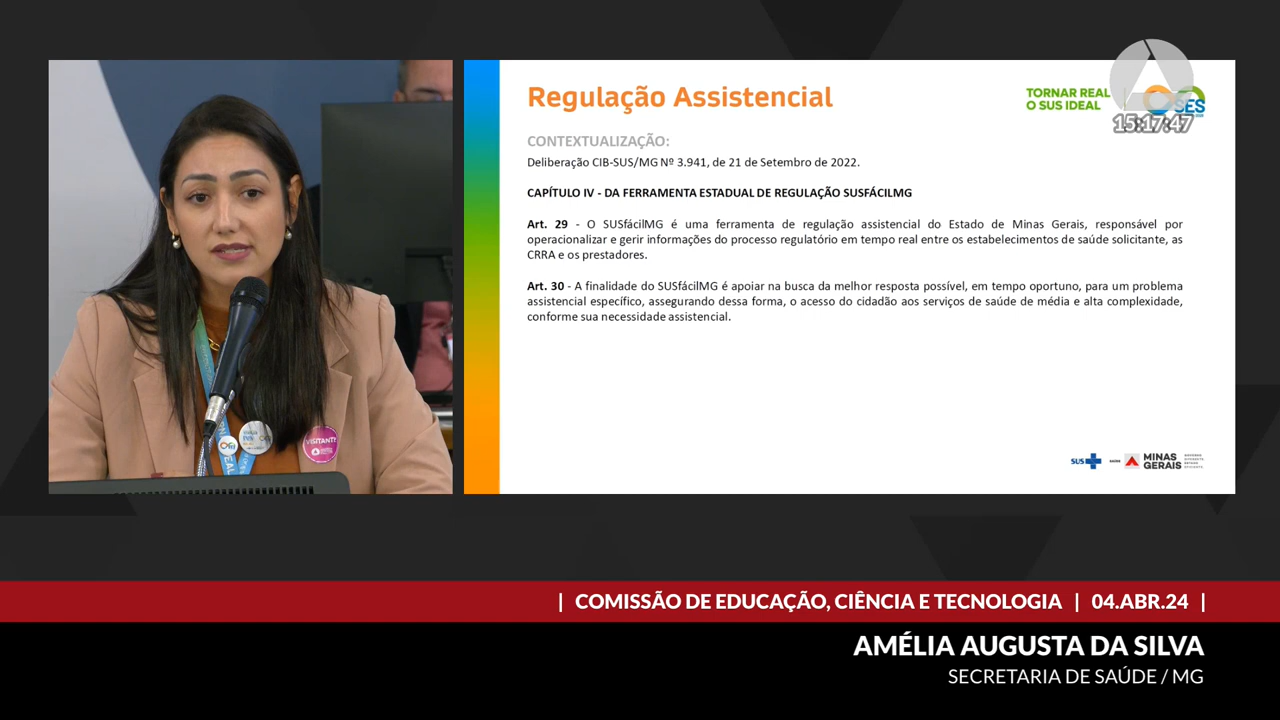 Regulação Assistencial
TORNAR REAL
O SUS IDEAL
SES
15:17:47
CONTEXTUALIZAÇÃO:
Deliberação CIB-SUS/MG Nº 3.941, de 21 de Setembro de 2022.
CAPÍTULO IV - DA FERRAMENTA ESTADUAL DE REGULAÇÃO SUSFÁCILMG
Art. 29 - O SUSfácilMG é uma ferramenta de regulação assistencial do Estado de Minas Gerais, responsável por
operacionalizar e gerir informações do processo regulatório em tempo real entre os estabelecimentos de saúde solicitante, as
CRRA e os prestadores.
Art. 30 - A finalidade do SUSfácilMG é apoiar na busca da melhor resposta possível, em tempo oportuno, para um problema
assistencial específico, assegurando dessa forma, o acesso do cidadão aos serviços de saúde de média e alta complexidade,
conforme sua necessidade assistencial.
VISITANTE
SUS
SAÚDE
MINAS
GERAIS
| COMISSÃO DE EDUCAÇÃO, CIÊNCIA E TECNOLOGIA | 04.ABR.24 |
AMÉLIA AUGUSTA DA SILVA
SECRETARIA DE SAÚDE / MG